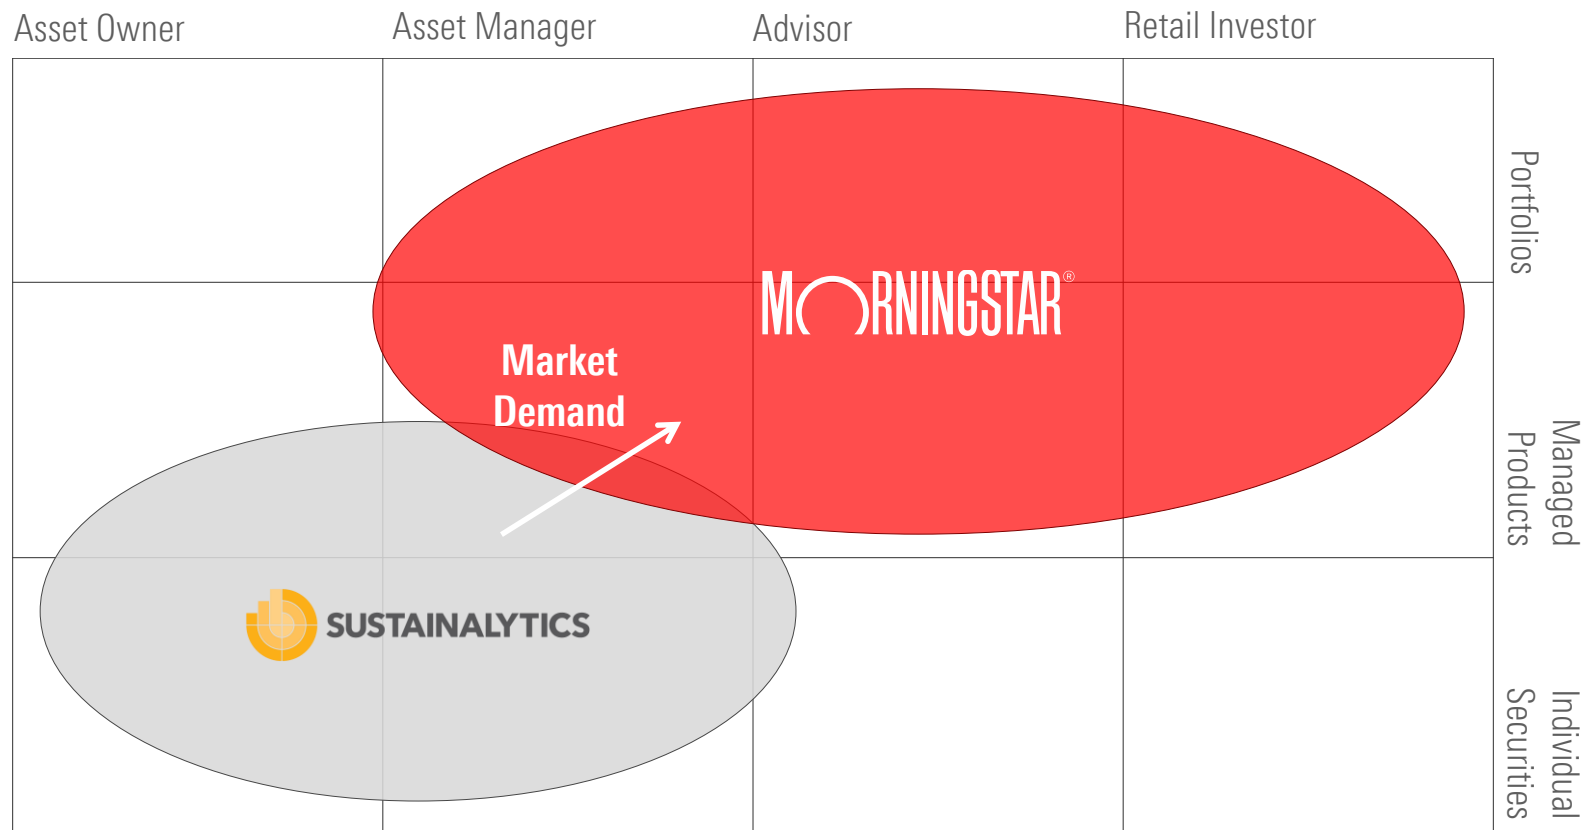 Asset Owner
Asset Manager
Advisor
Retail Investor
Portfolios
MORNINGSTAR®
Market
Demand
Managed
Products
SUSTAINALYTICS
Individual
Securities